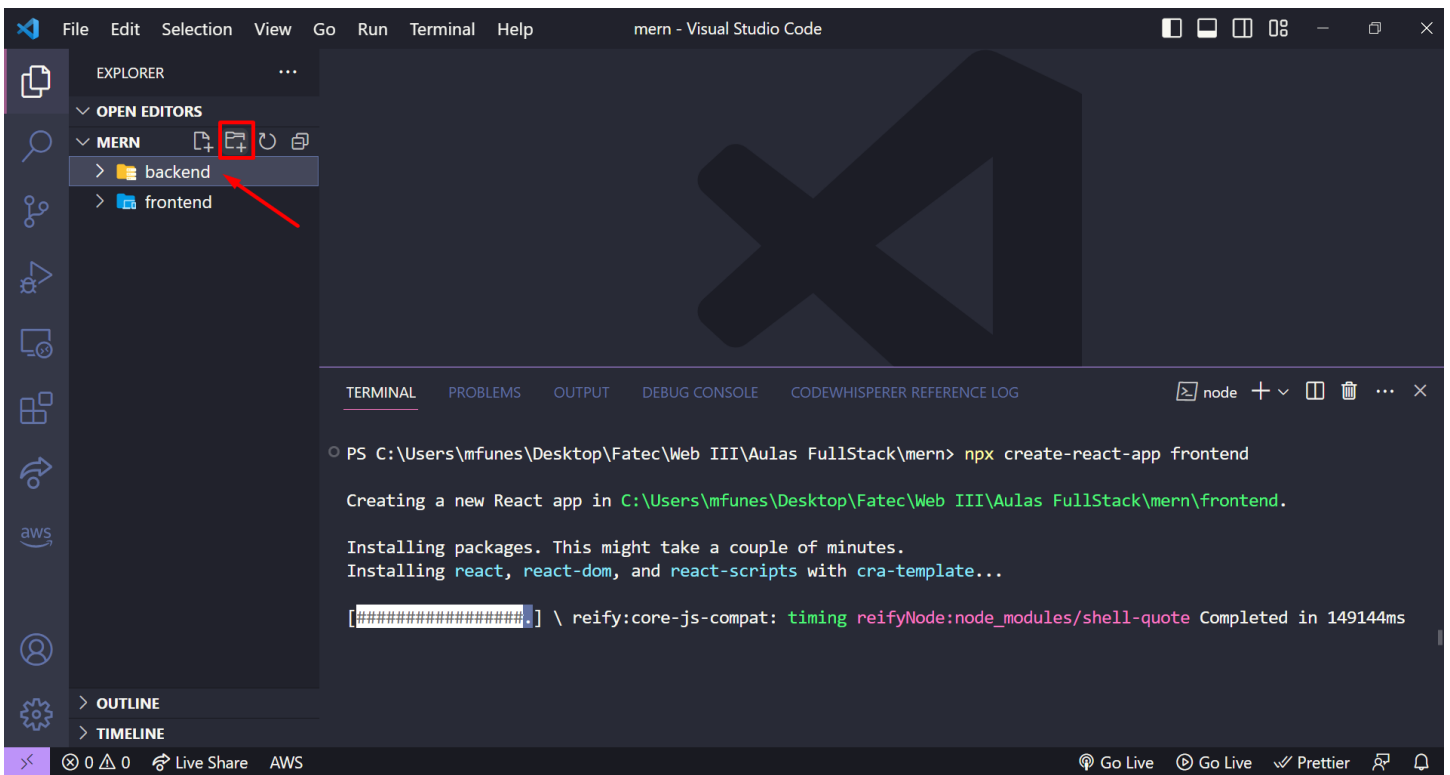 File Edit Selection View Go Run Terminal Help mern - Visual Studio Code
EXPLORER
OPEN EDITORS
MERN
backend
frontend
TERMINAL PROBLEMS OUTPUT DEBUG CONSOLE CODEWHISPERER REFERENCE LOG node
PS C:\Users\mfunes\Desktop\Fatec\Web III\Aulas FullStack\mern> npx create-react-app frontend
Creating a new React app in C:\Users\mfunes\Desktop\Fatec\Web III\Aulas FullStack\mern\frontend.
Installing packages. This might take a couple of minutes.
Installing react, react-dom, and react-scripts with cra-template...
[#################.] \ reify:core-js-compat: timing reifyNode:node_modules/shell-quote Completed in 149144ms
aws
OUTLINE
TIMELINE
0 0 Live Share AWS Go Live Go Live Prettier